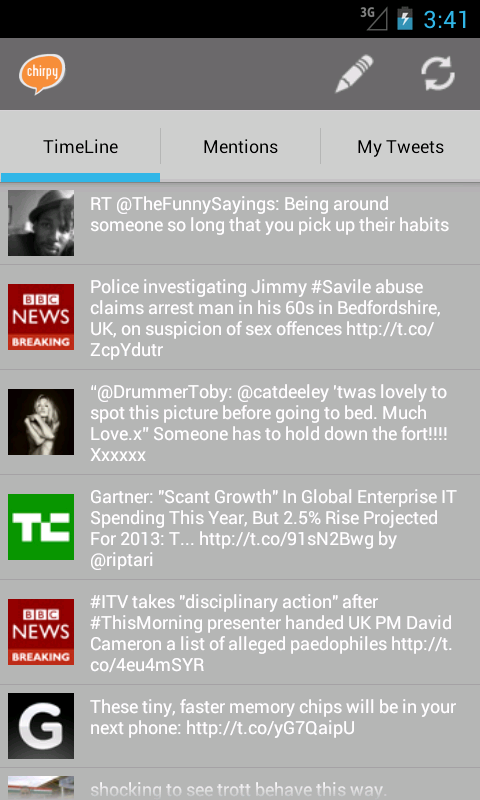 3G 3:41
chirpy
TimeLine Mentions My Tweets
RT @TheFunnySayings: Being around
someone so long that you pick up their habits
BBC
NEWS
BREAKING
Police investigating Jimmy #Savile abuse
claims arrest man in his 60s in Bedfordshire,
UK, on suspicion of sex offences http://t.co/
ZcpYdutr
“@DrummerToby: @catdeeley 'twas lovely to
spot this picture before going to bed. Much
Love.x” Someone has to hold down the fort!!!!
Xxxxxx
TC
Gartner: "Scant Growth" In Global Enterprise IT
Spending This Year, But 2.5% Rise Projected
For 2013: T... http://t.co/91sN2Bwg by
@riptari
BBC
NEWS
BREAKING
#ITV takes "disciplinary action" after
#ThisMorning presenter handed UK PM David
Cameron a list of alleged paedophiles http://t.
co/4eu4mSYR
G
These tiny, faster memory chips will be in your
next phone: http://t.co/yG7QaipU
shocking to see trott behave this way.